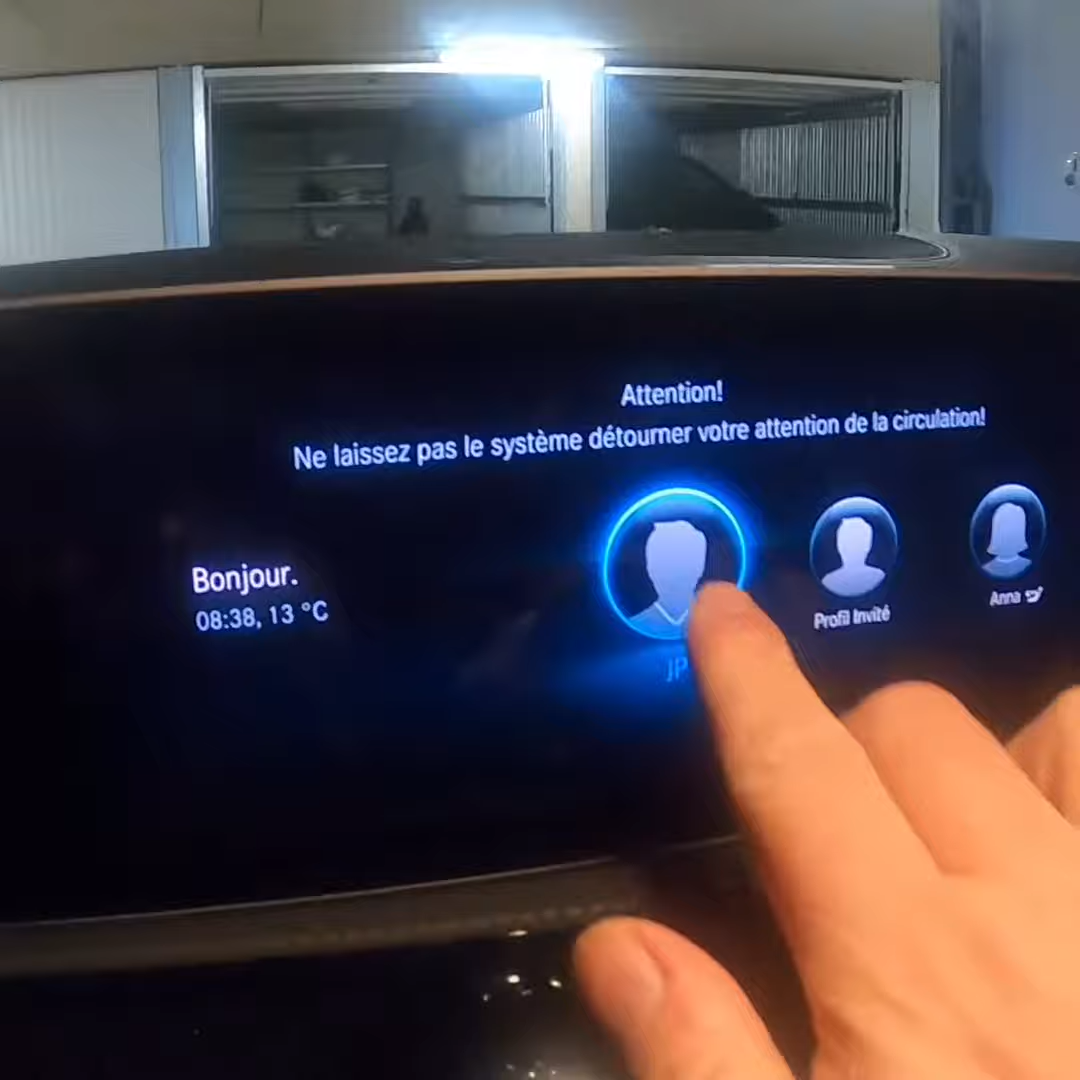 Attention!
Ne laissez pas le système détourner votre attention de la circulation!
Bonjour.
08:38, 13 °C
JP
Profil Invité
Anna